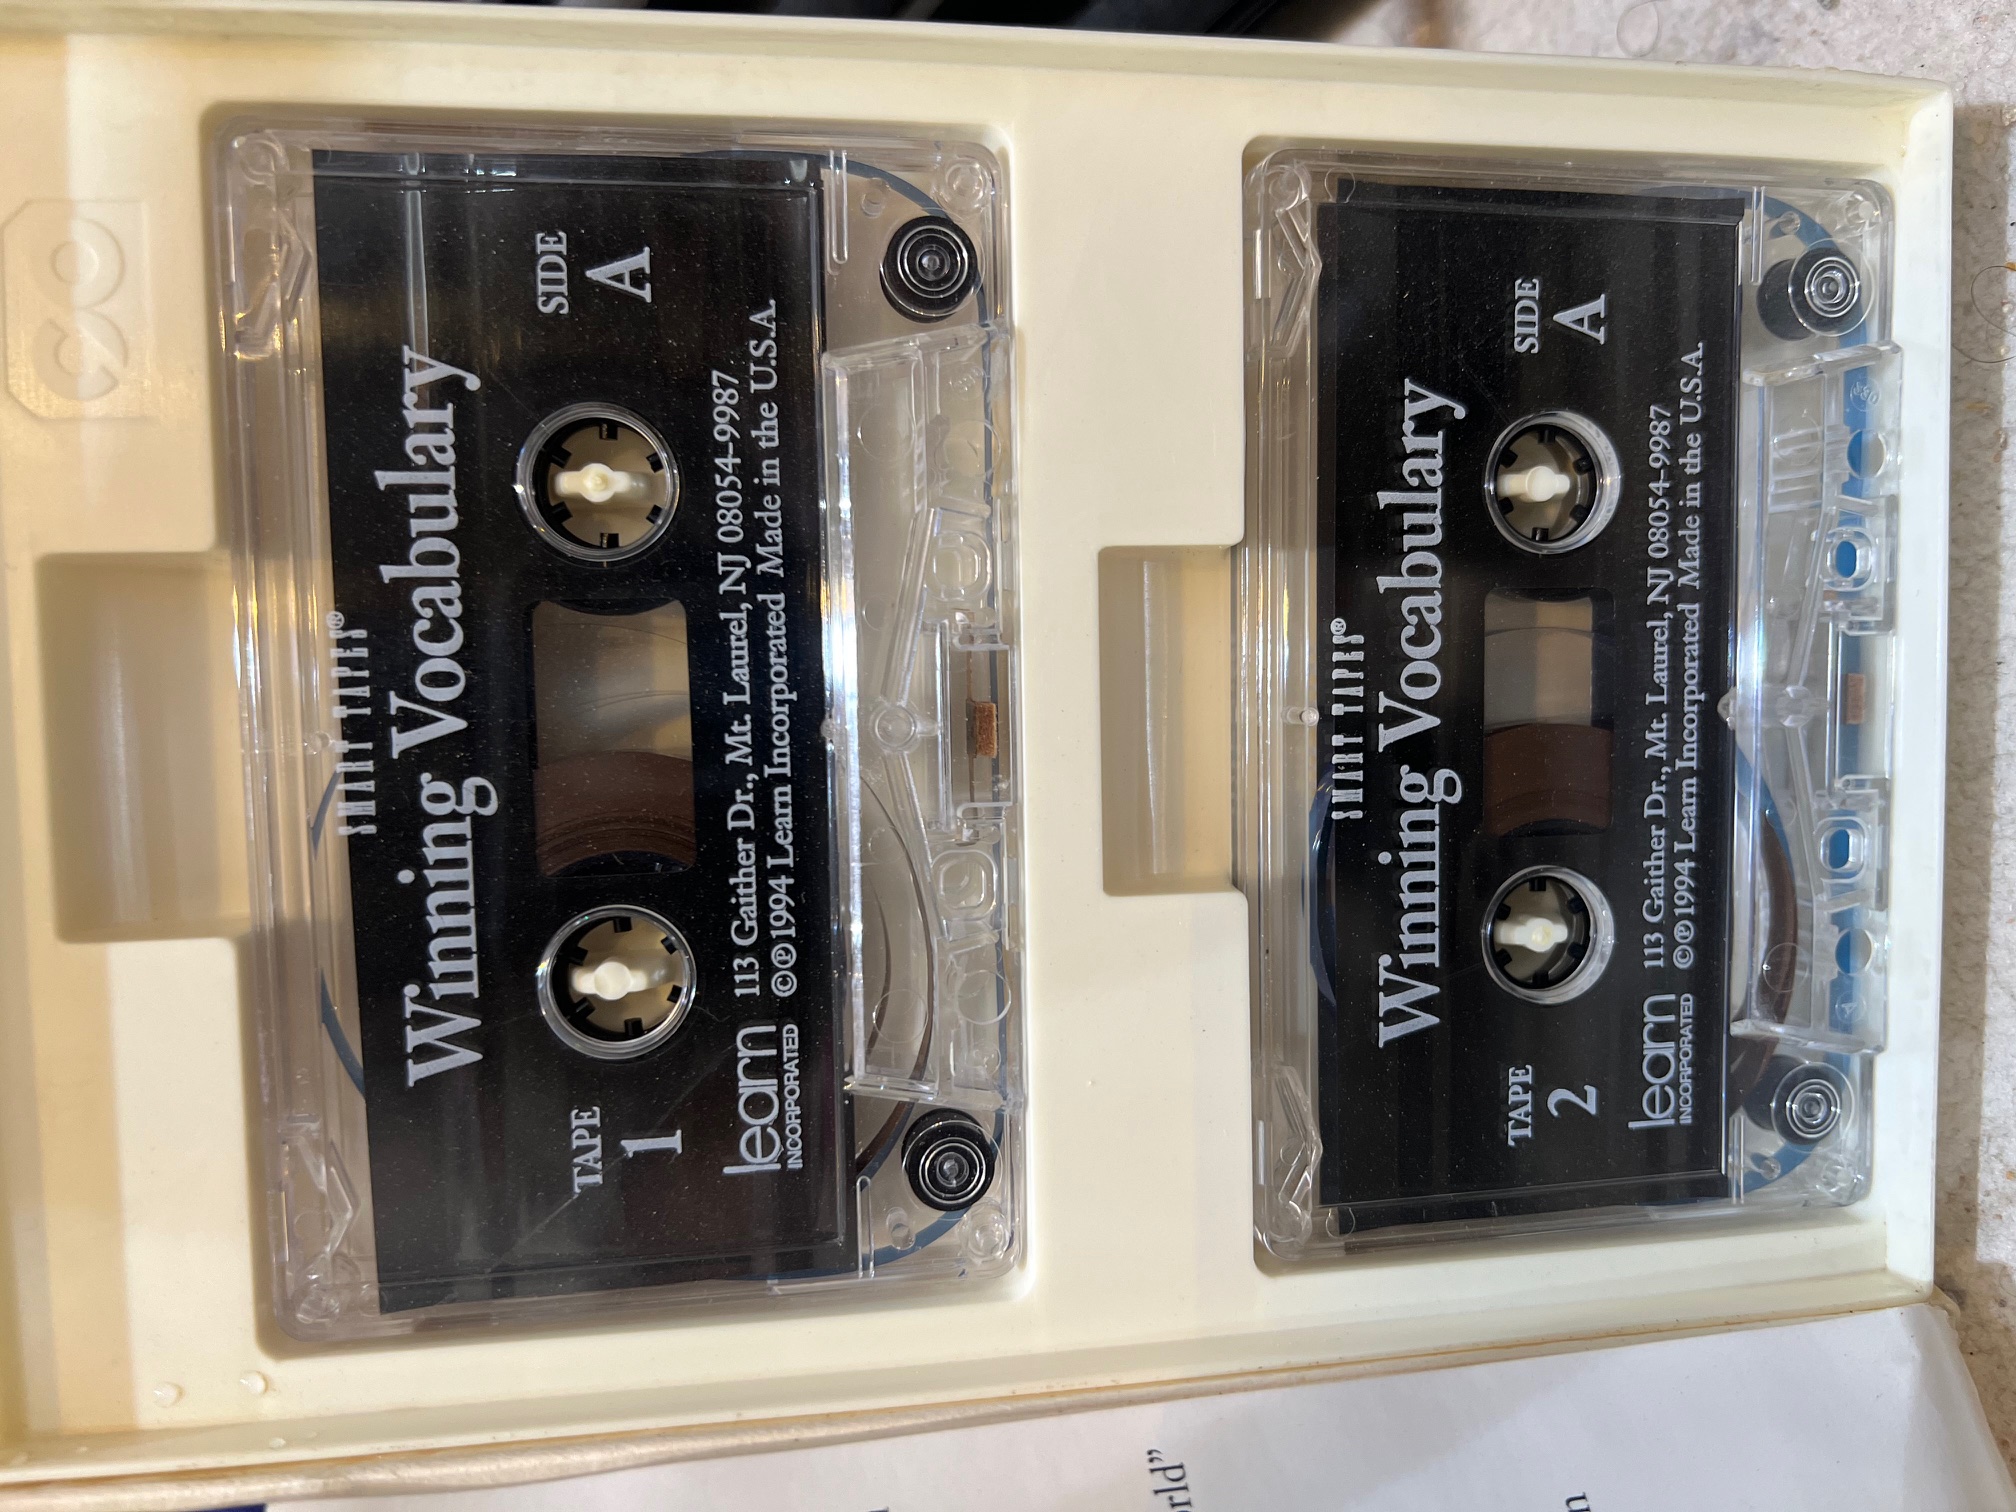 SMART TAPES®
Winning Vocabulary
TAPE
1
SIDE
A
learn
INCORPORATED
113 Gaither Dr., Mt. Laurel, NJ 08054-9987
©℗1994 Learn Incorporated Made in the U.S.A.
SMART TAPES®
Winning Vocabulary
TAPE
2
SIDE
A
learn
INCORPORATED
113 Gaither Dr., Mt. Laurel, NJ 08054-9987
©℗1994 Learn Incorporated Made in the U.S.A.